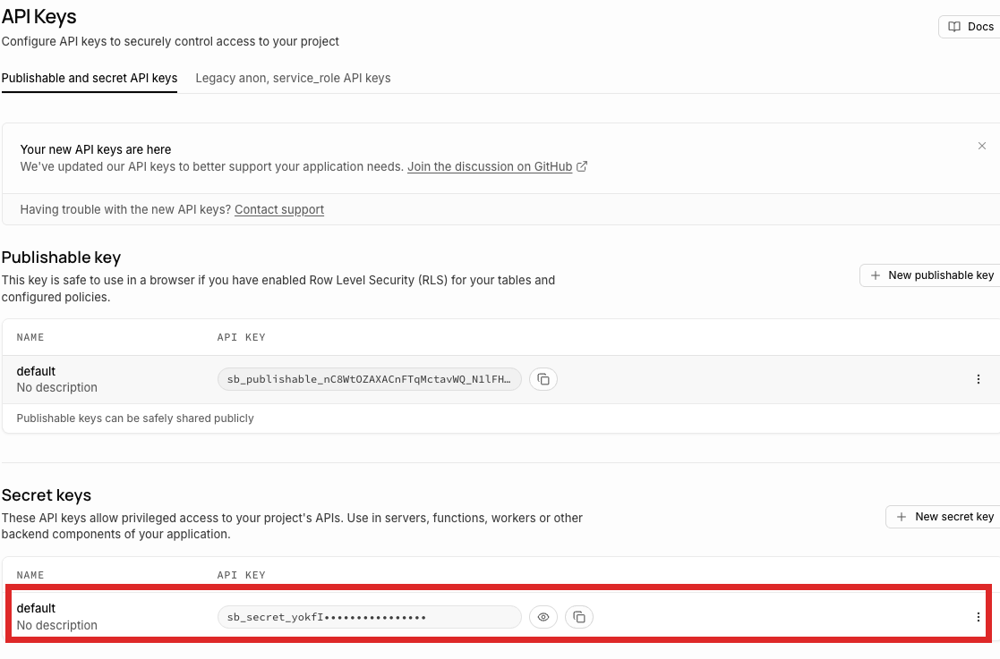 API Keys
Configure API keys to securely control access to your project
Docs
Publishable and secret API keys
Legacy anon, service_role API keys
Your new API keys are here
We've updated our API keys to better support your application needs. Join the discussion on GitHub
Having trouble with the new API keys? Contact support
Publishable key
This key is safe to use in a browser if you have enabled Row Level Security (RLS) for your tables and
configured policies.
New publishable key
NAME API KEY
default
No description
sb_publishable_nC8WtOZAXACnFTqMctavWQ_N1lFH…
Publishable keys can be safely shared publicly
Secret keys
These API keys allow privileged access to your project's APIs. Use in servers, functions, workers or other
backend components of your application.
New secret key
NAME API KEY
default
No description
sb_secret_yokfI••••••••••••••••